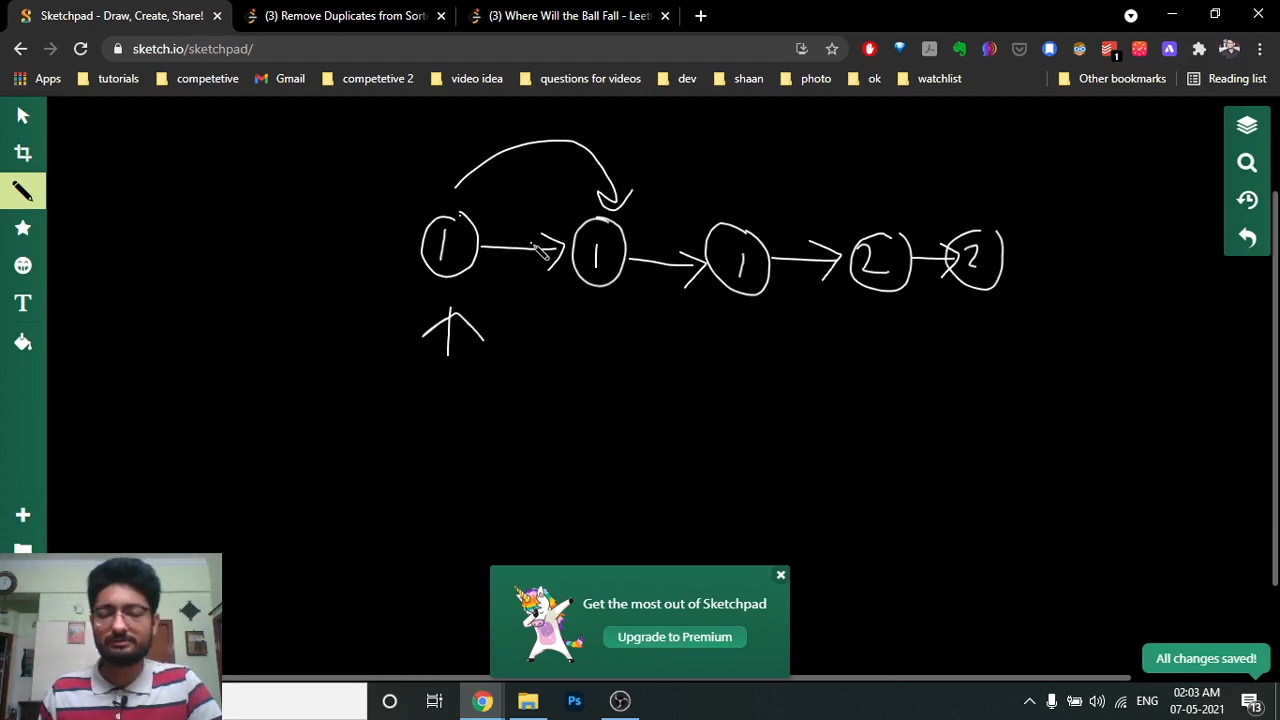 Sketchpad - Draw, Create, Share!
(3) Remove Duplicates from Sort
(3) Where Will the Ball Fall - Leet
sketch.io/sketchpad/
1
Apps
tutorials
competetive
Gmail
competetive 2
video idea
questions for videos
dev
shaan
photo
ok
watchlist
Other bookmarks
Reading list
1 1 1 2 2
T
Get the most out of Sketchpad
Upgrade to Premium
All changes saved!
Ps
ENG
02:03 AM
07-05-2021
13